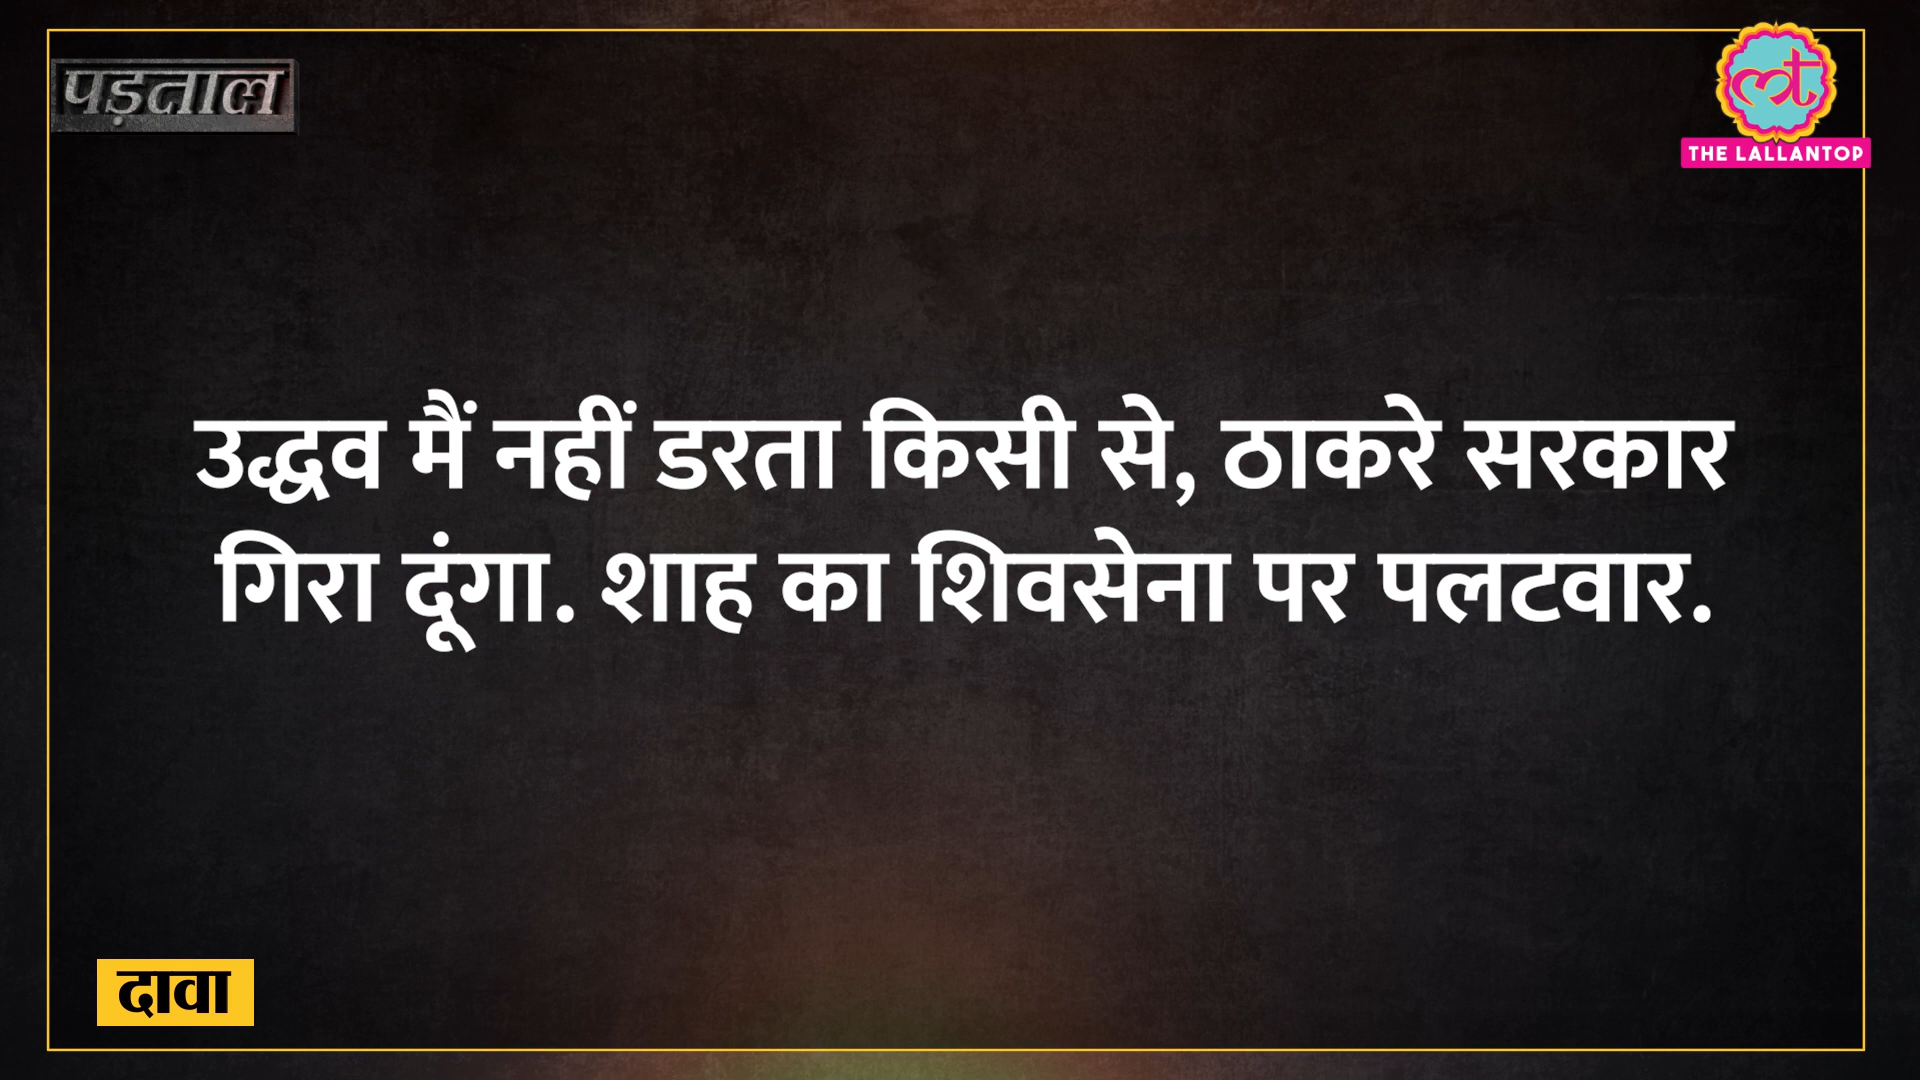 पड़ताल
THE LALLANTOP
उद्धव मैं नहीं डरता किसी से, ठाकरे सरकार
गिरा दूंगा. शाह का शिवसेना पर पलटवार.
दावा